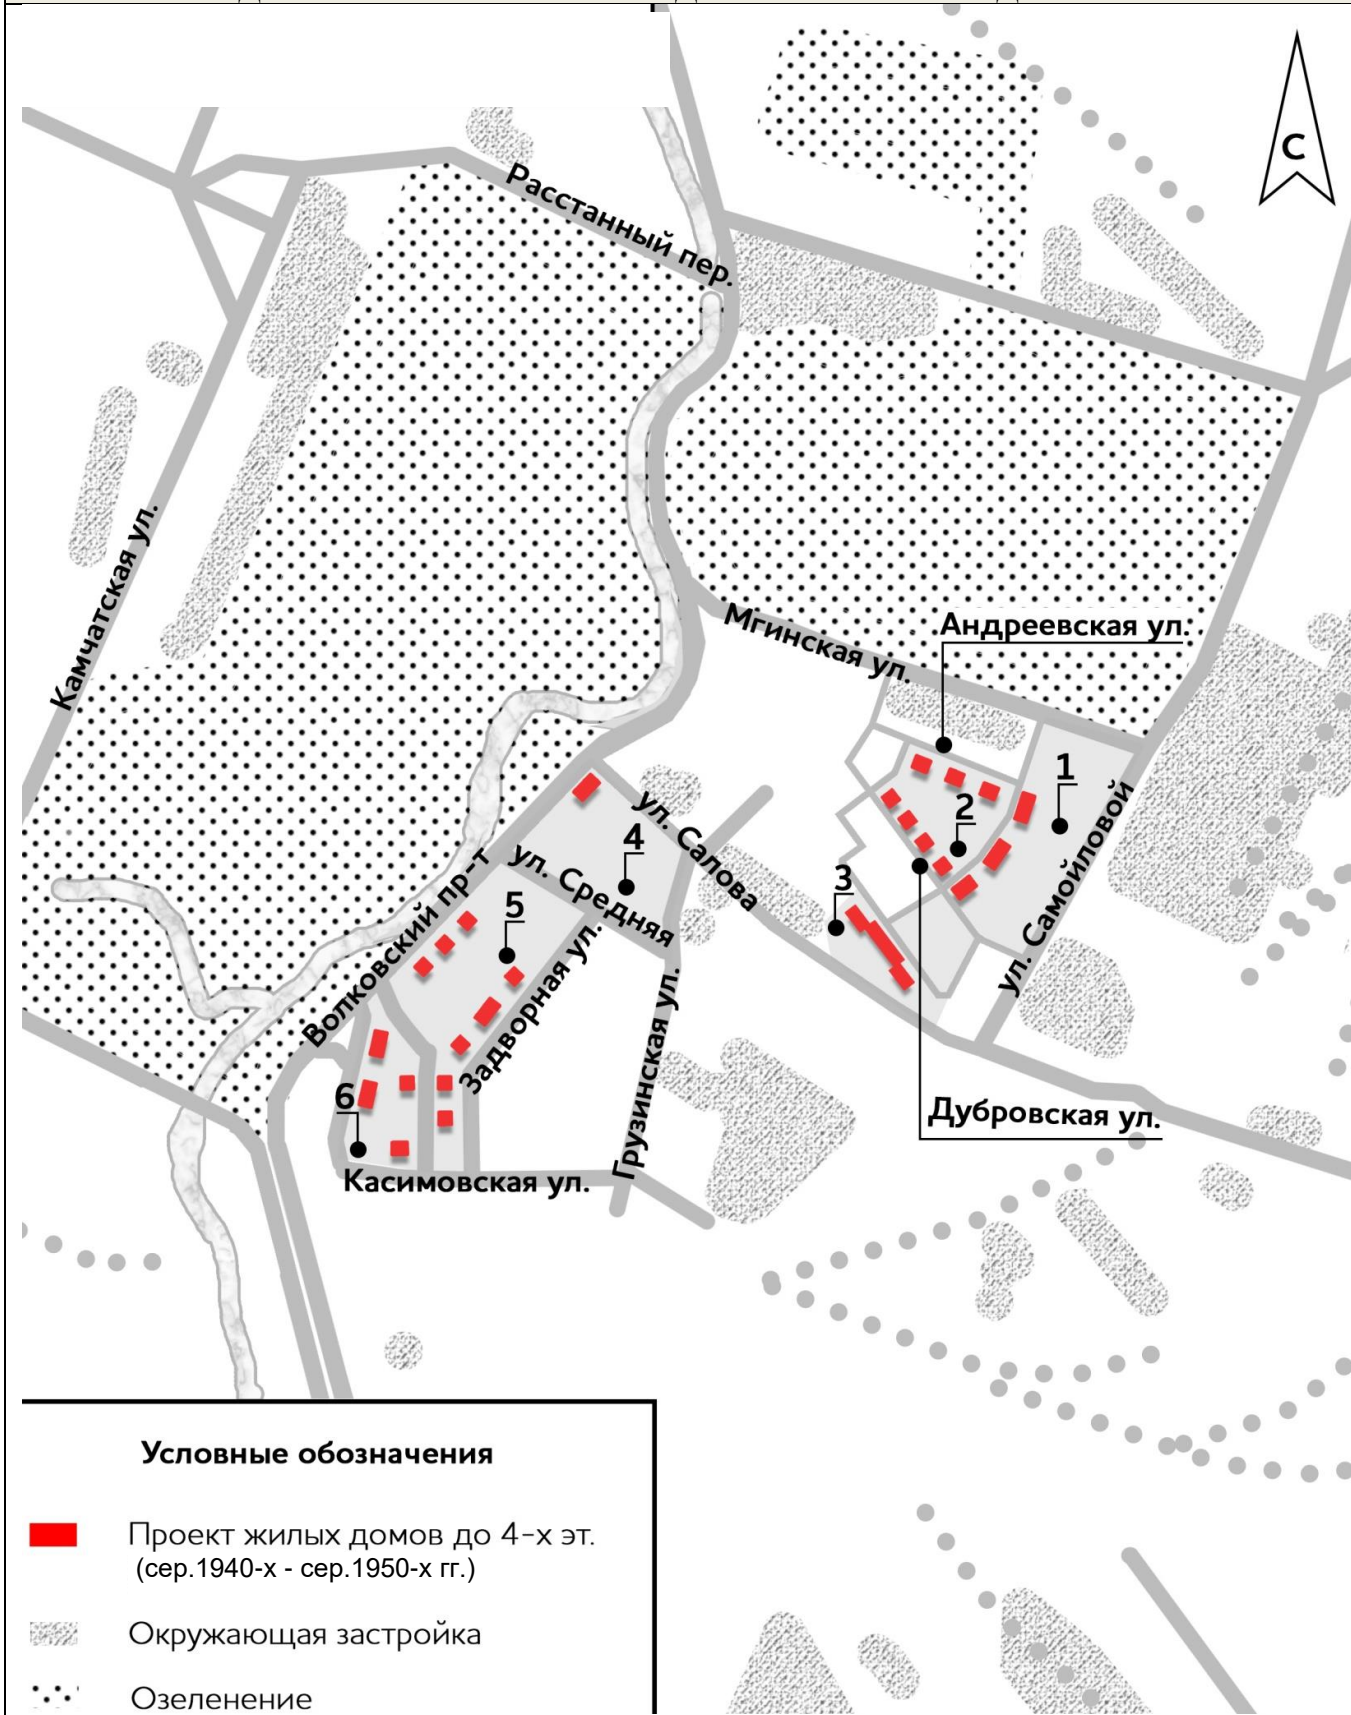 С
Расстанный пер.
Камчатская ул.
Мгинская ул.
Андреевская ул.
1
2
ул. Салова
ул. Самойловой
3
4
ул. Средняя
5
Волковский пр-т
Задворная ул.
Грузинская ул.
6
Дубровская ул.
Касимовская ул.
Условные обозначения
Проект жилых домов до 4-х эт.
(сер.1940-х - сер.1950-х гг.)
Окружающая застройка
Озеленение